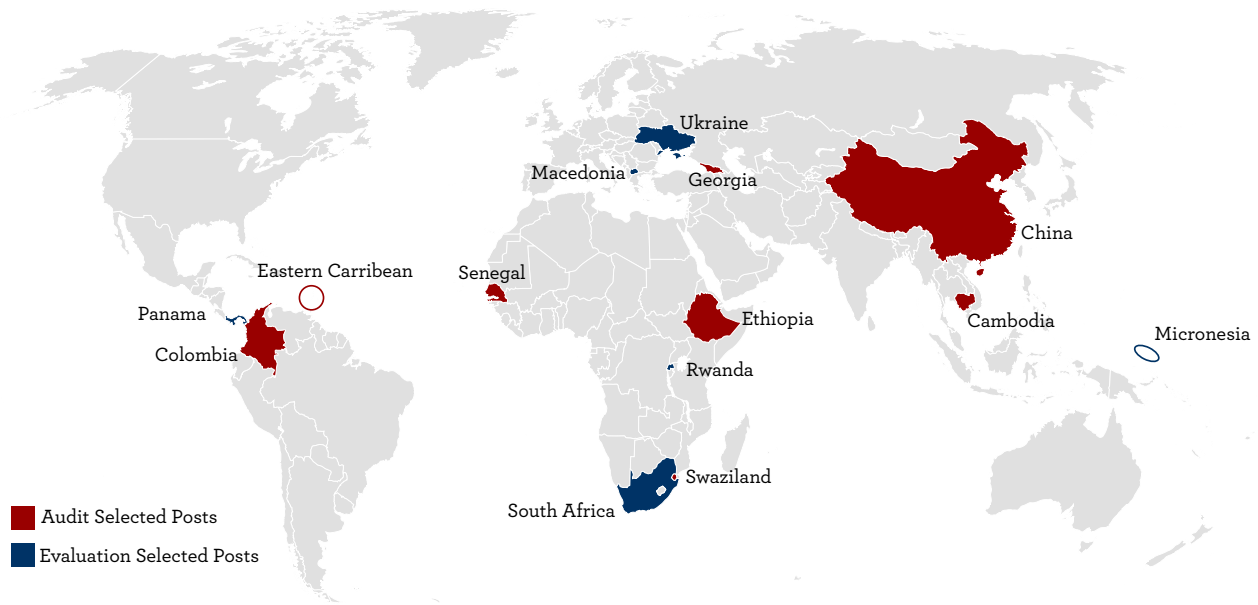 Ukraine
Macedonia
Georgia
China
Eastern Carribean
Senegal
Panama
Ethiopia
Cambodia
Micronesia
Colombia
Rwanda
Swaziland
South Africa
Audit Selected Posts
Evaluation Selected Posts